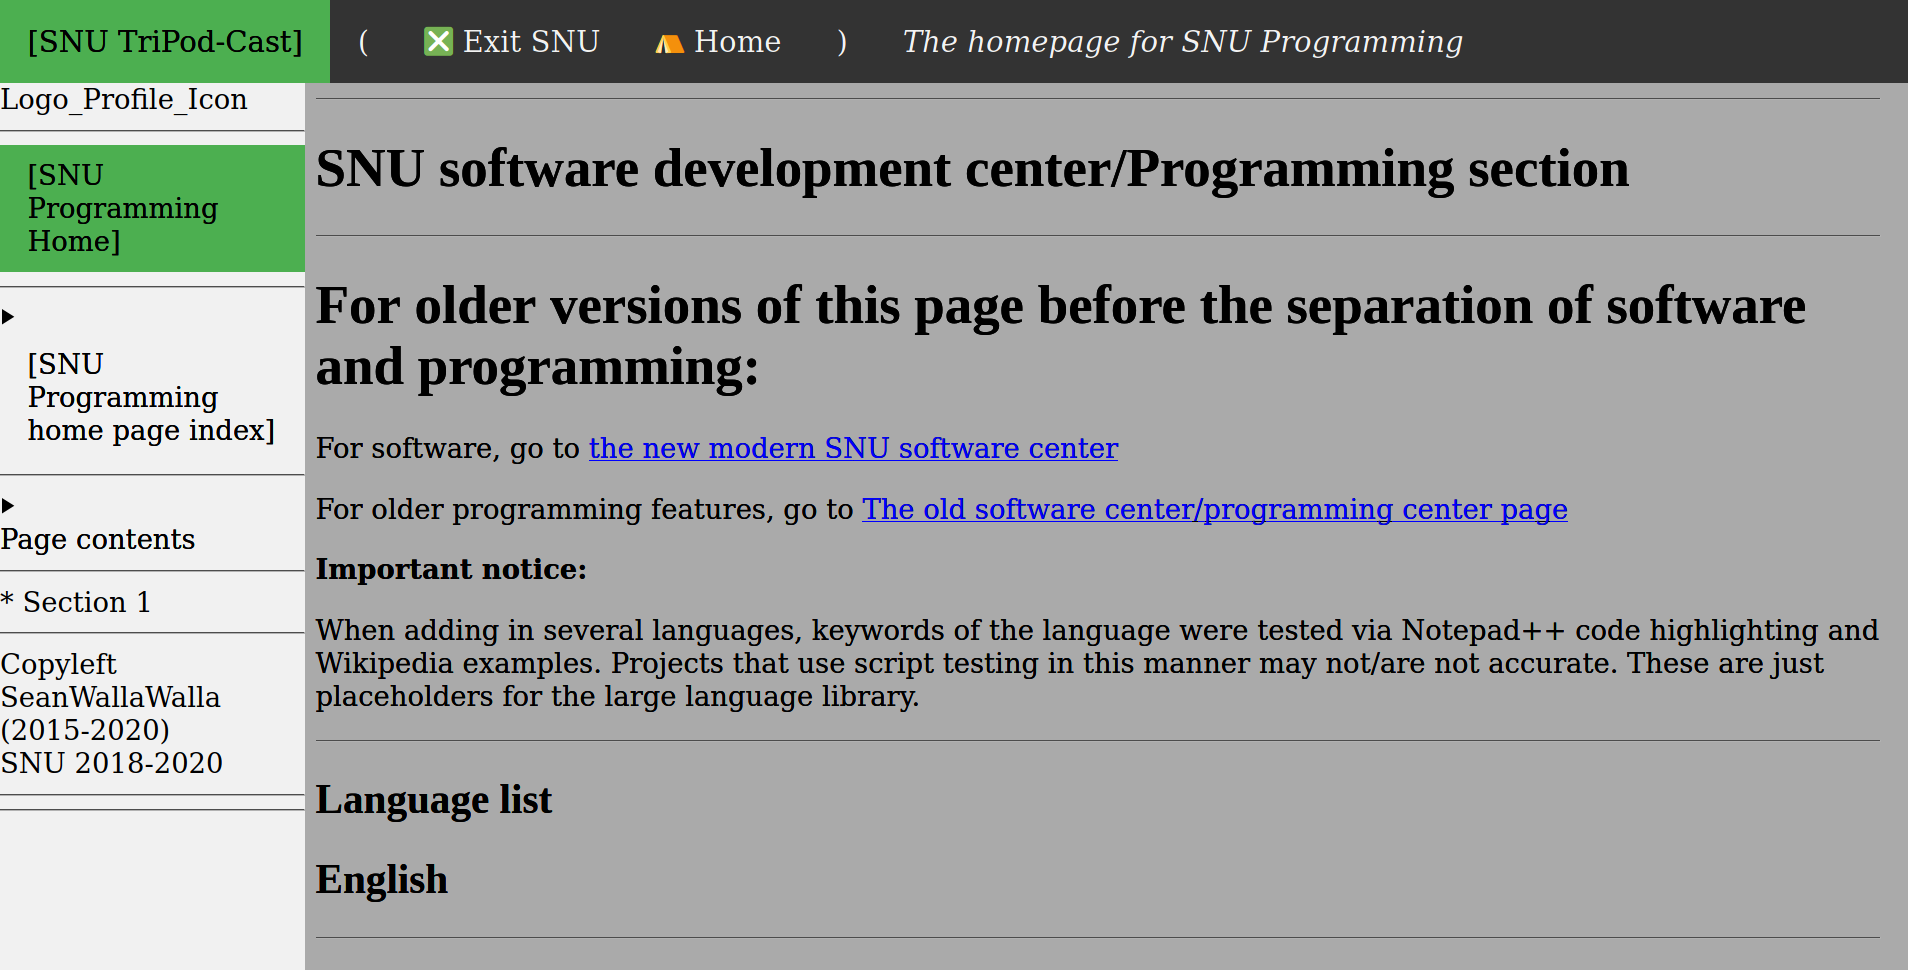 [SNU TriPod-Cast] ( ❎ Exit SNU ⛺ Home ) The homepage for SNU Programming
Logo_Profile_Icon
[SNU
Programming
Home]
[SNU
Programming
home page index]
Page contents
* Section 1
Copyleft
SeanWallaWalla
(2015-2020)
SNU 2018-2020
SNU software development center/Programming section
For older versions of this page before the separation of software
and programming:
For software, go to the new modern SNU software center
For older programming features, go to The old software center/programming center page
Important notice:
When adding in several languages, keywords of the language were tested via Notepad++ code highlighting and
Wikipedia examples. Projects that use script testing in this manner may not/are not accurate. These are just
placeholders for the large language library.
Language list
English